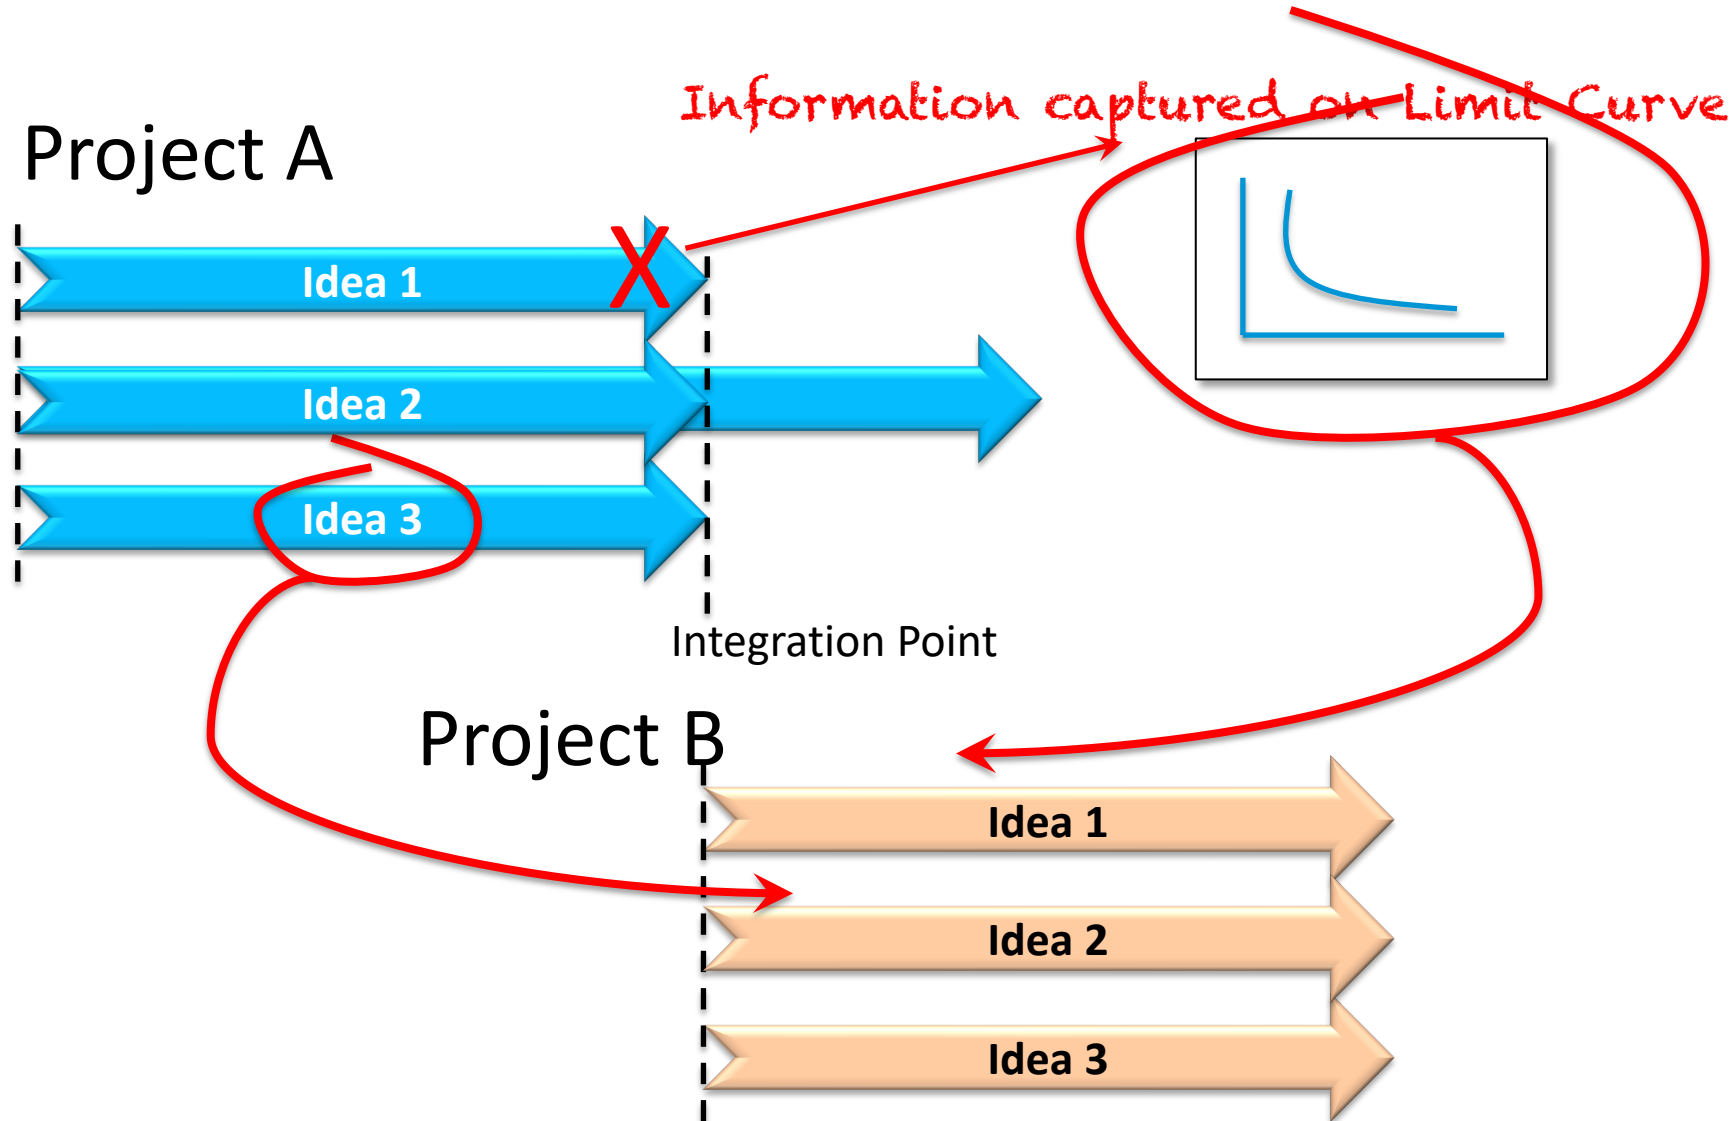 Information captured on Limit Curve
Project A
X
Idea 1
Idea 2
Idea 3
Integration Point
Project B
Idea 1
Idea 2
Idea 3